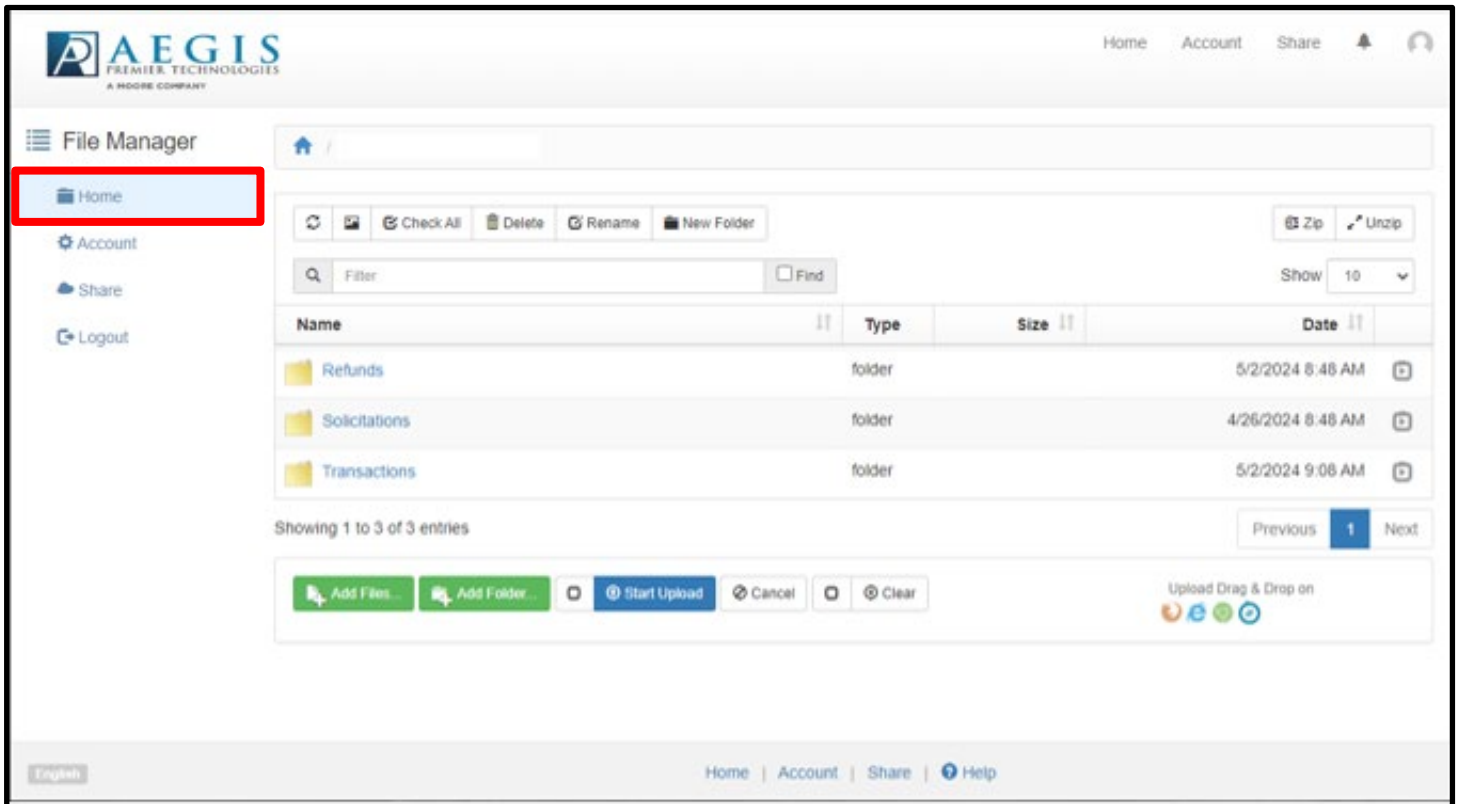 AEGIS
PREMIER TECHNOLOGIES
A MOORE COMPANY
Home Account Share
File Manager
/
Home
Account
Share
Logout
Check All Delete Rename New Folder Zip Unzip
Filter Find Show 10
Name Type Size Date
Refunds folder 5/2/2024 8:48 AM
Solicitations folder 4/26/2024 8:48 AM
Transactions folder 5/2/2024 9:08 AM
Showing 1 to 3 of 3 entries Previous 1 Next
Add Files... Add Folder... Start Upload Cancel Clear Upload Drag & Drop on
English Home | Account | Share | Help